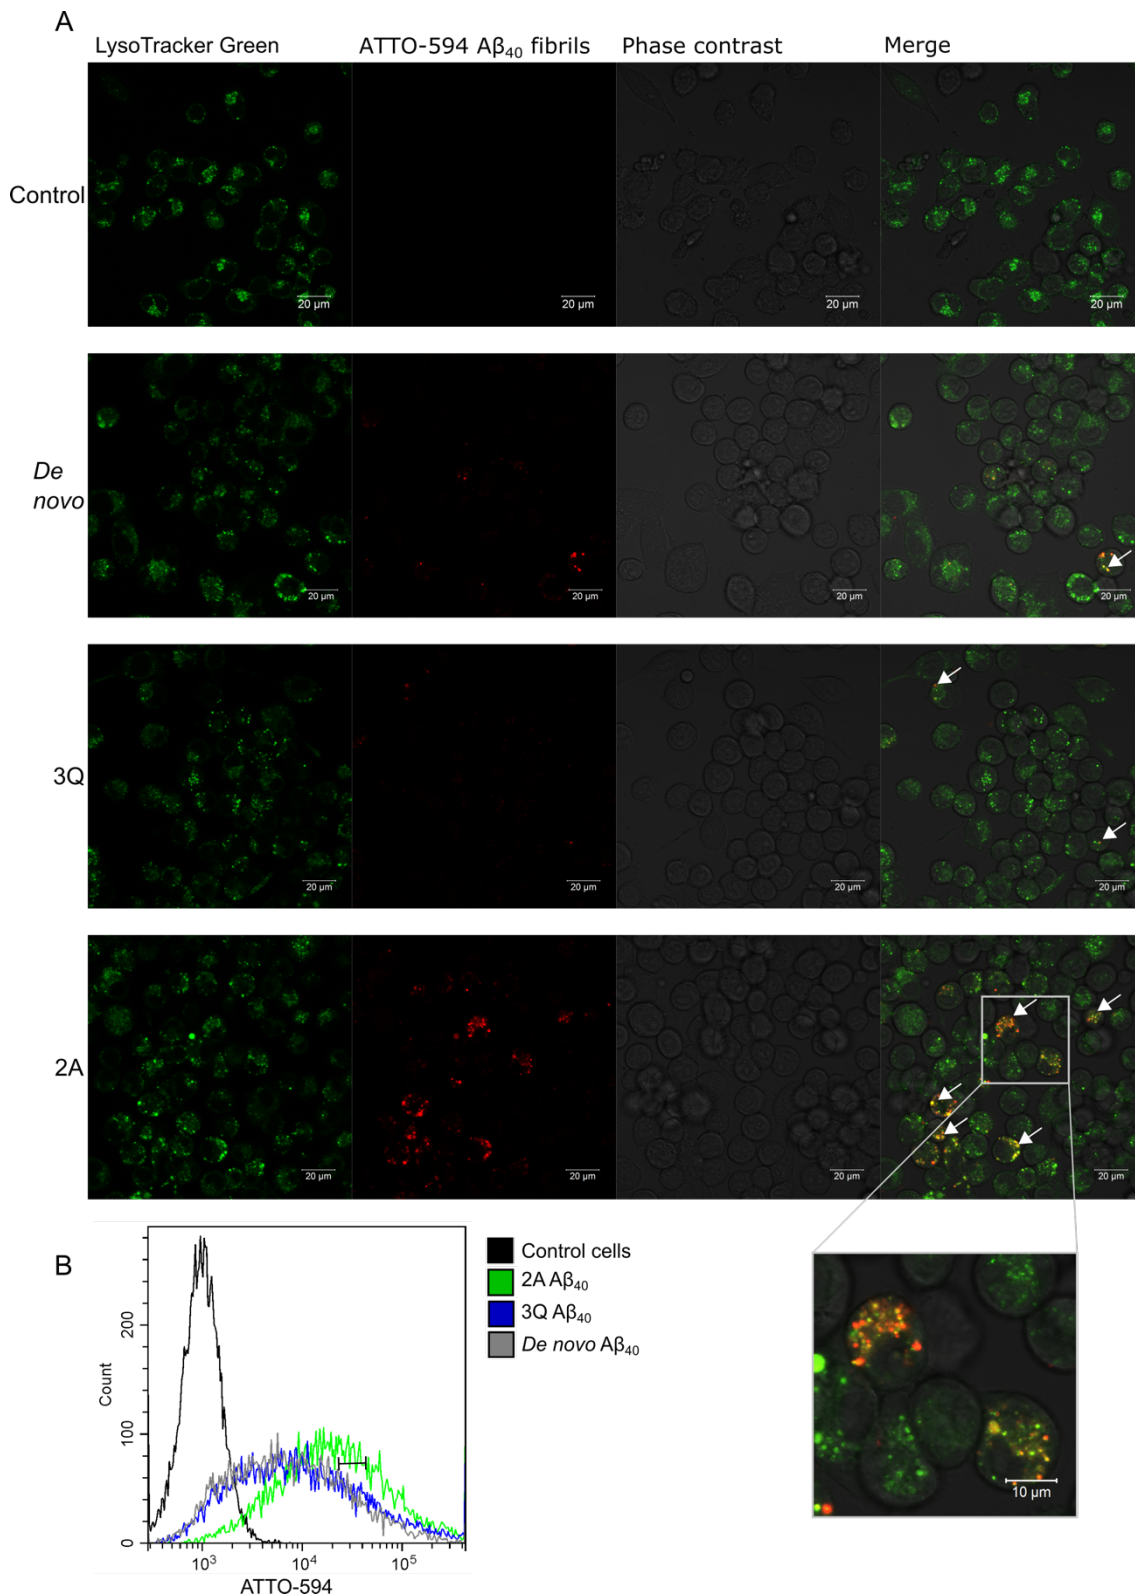 A
LysoTracker Green
ATTO-594 Aβ₄₀ fibrils
Phase contrast
Merge
Control
20 µm
20 µm
20 µm
20 µm
De
novo
20 µm
20 µm
20 µm
20 µm
3Q
20 µm
20 µm
20 µm
20 µm
2A
20 µm
20 µm
20 µm
20 µm
10 µm
B
Count
0
100
200
10³
10⁴
10⁵
ATTO-594
Control cells
2A Aβ₄₀
3Q Aβ₄₀
De novo Aβ₄₀